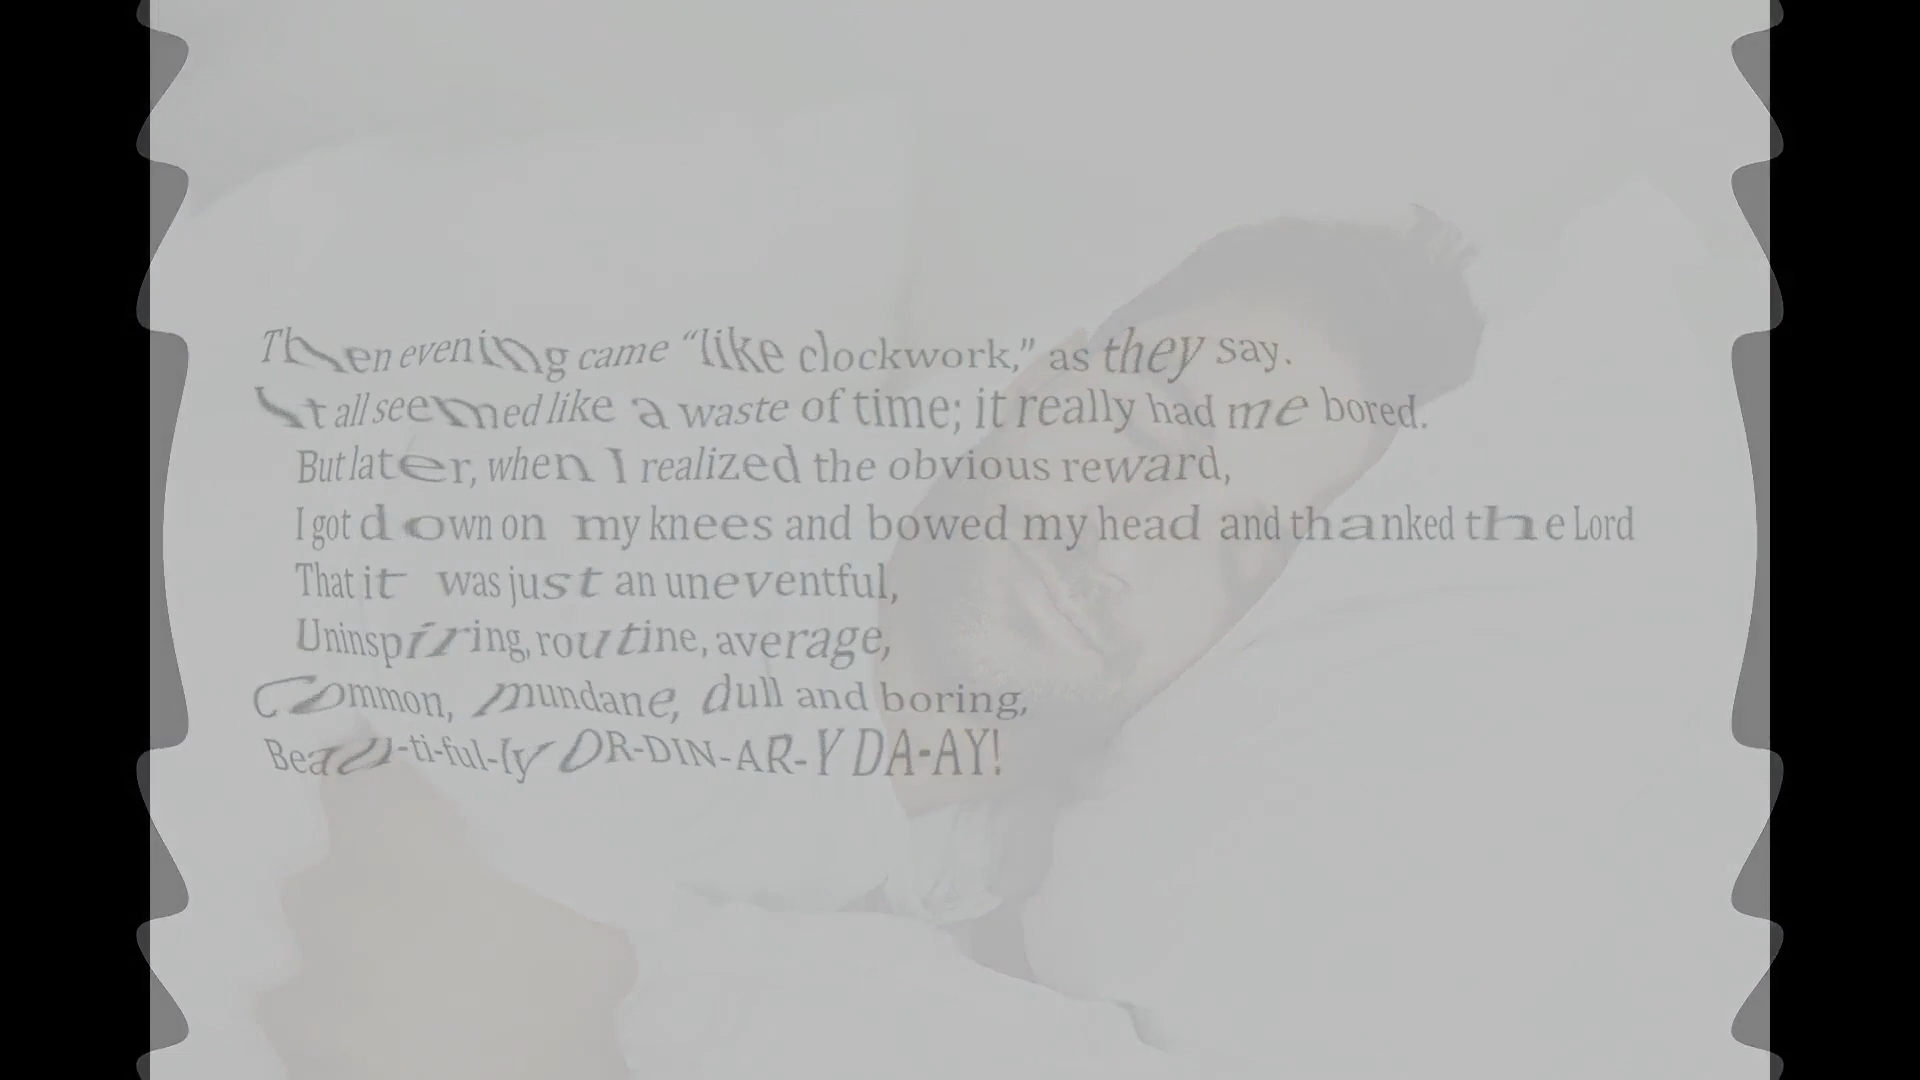 Then evening came “like clockwork,” as they say.
It all seemed like a waste of time; it really had me bored.
But later, when I realized the obvious reward,
I got down on my knees and bowed my head and thanked the Lord
That it was just an uneventful,
Uninspiring, routine, average,
Common, mundane, dull and boring,
Beau-ti-ful-ly OR-DIN-AR-Y DA-AY!